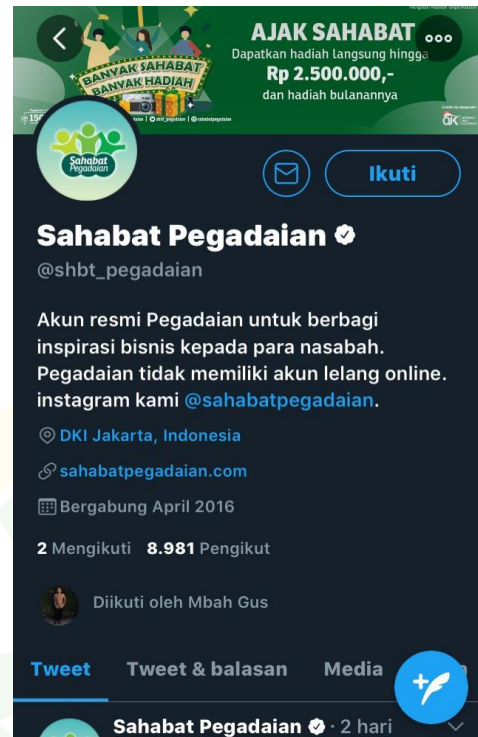 AJAK SAHABAT
Dapatkan hadiah langsung hingga
Rp 2.500.000,-
dan hadiah bulanannya
BANYAK SAHABAT
BANYAK HADIAH
Sahabat
Pegadaian
Ikuti
Sahabat Pegadaian
@shbt_pegadaian
Akun resmi Pegadaian untuk berbagi
inspirasi bisnis kepada para nasabah.
Pegadaian tidak memiliki akun lelang online.
instagram kami @sahabatpegadaian.
DKI Jakarta, Indonesia
sahabatpegadaian.com
Bergabung April 2016
2 Mengikuti 8.981 Pengikut
Diikuti oleh Mbah Gus
Tweet Tweet & balasan Media
Sahabat Pegadaian · 2 hari